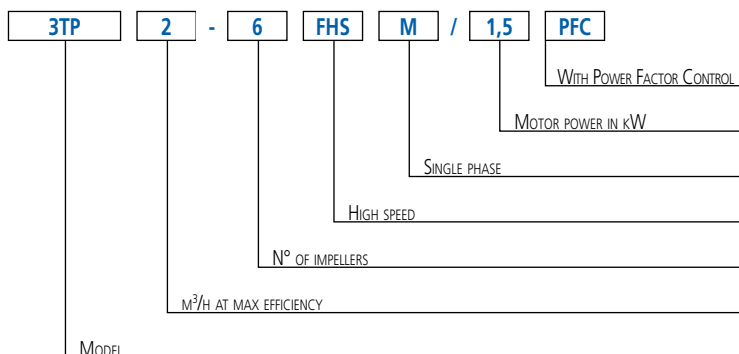 3TP 2 - 6 FHS M / 1,5 PFC
With Power Factor Control
Motor power in kW
Single phase
High speed
N° of impellers
m³/h at max efficiency
Model